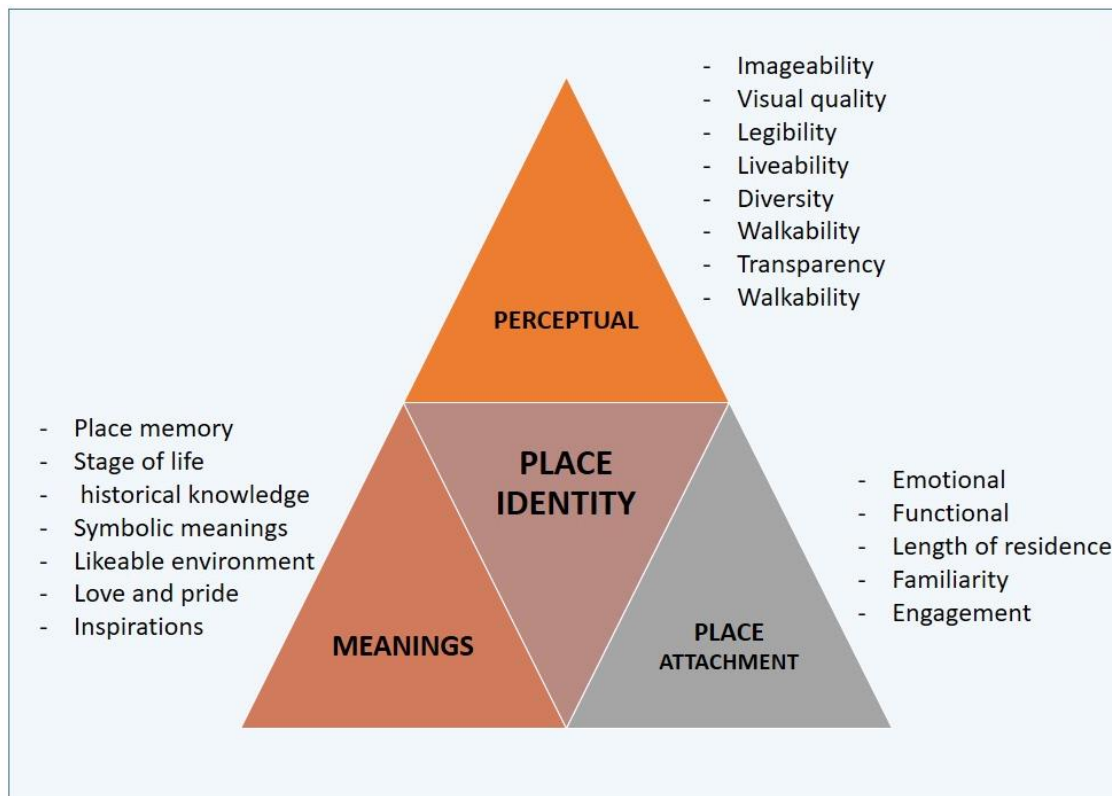 - Imageability
- Visual quality
- Legibility
- Liveability
- Diversity
- Walkability
- Transparency
- Walkability
PERCEPTUAL
- Place memory
- Stage of life
- historical knowledge
- Symbolic meanings
- Likeable environment
- Love and pride
- Inspirations
PLACE
IDENTITY
- Emotional
- Functional
- Length of residence
- Familiarity
- Engagement
MEANINGS
PLACE
ATTACHMENT